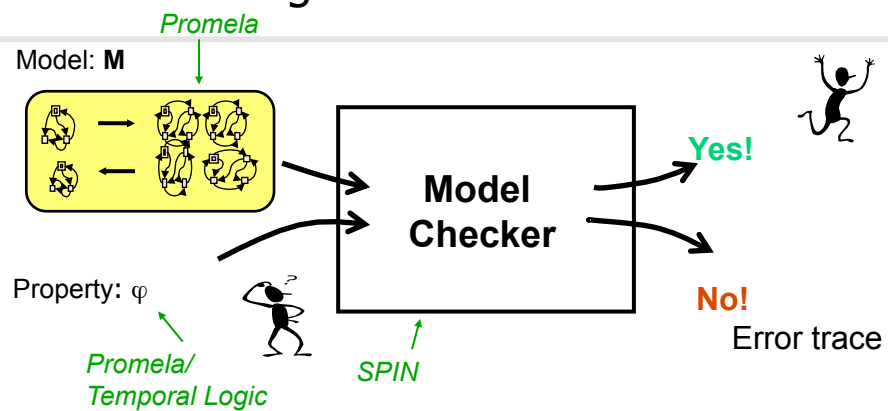 Promela
Model: M
Yes!
Model
Checker
?
Property: φ
No!
Error trace
Promela/
Temporal Logic
SPIN